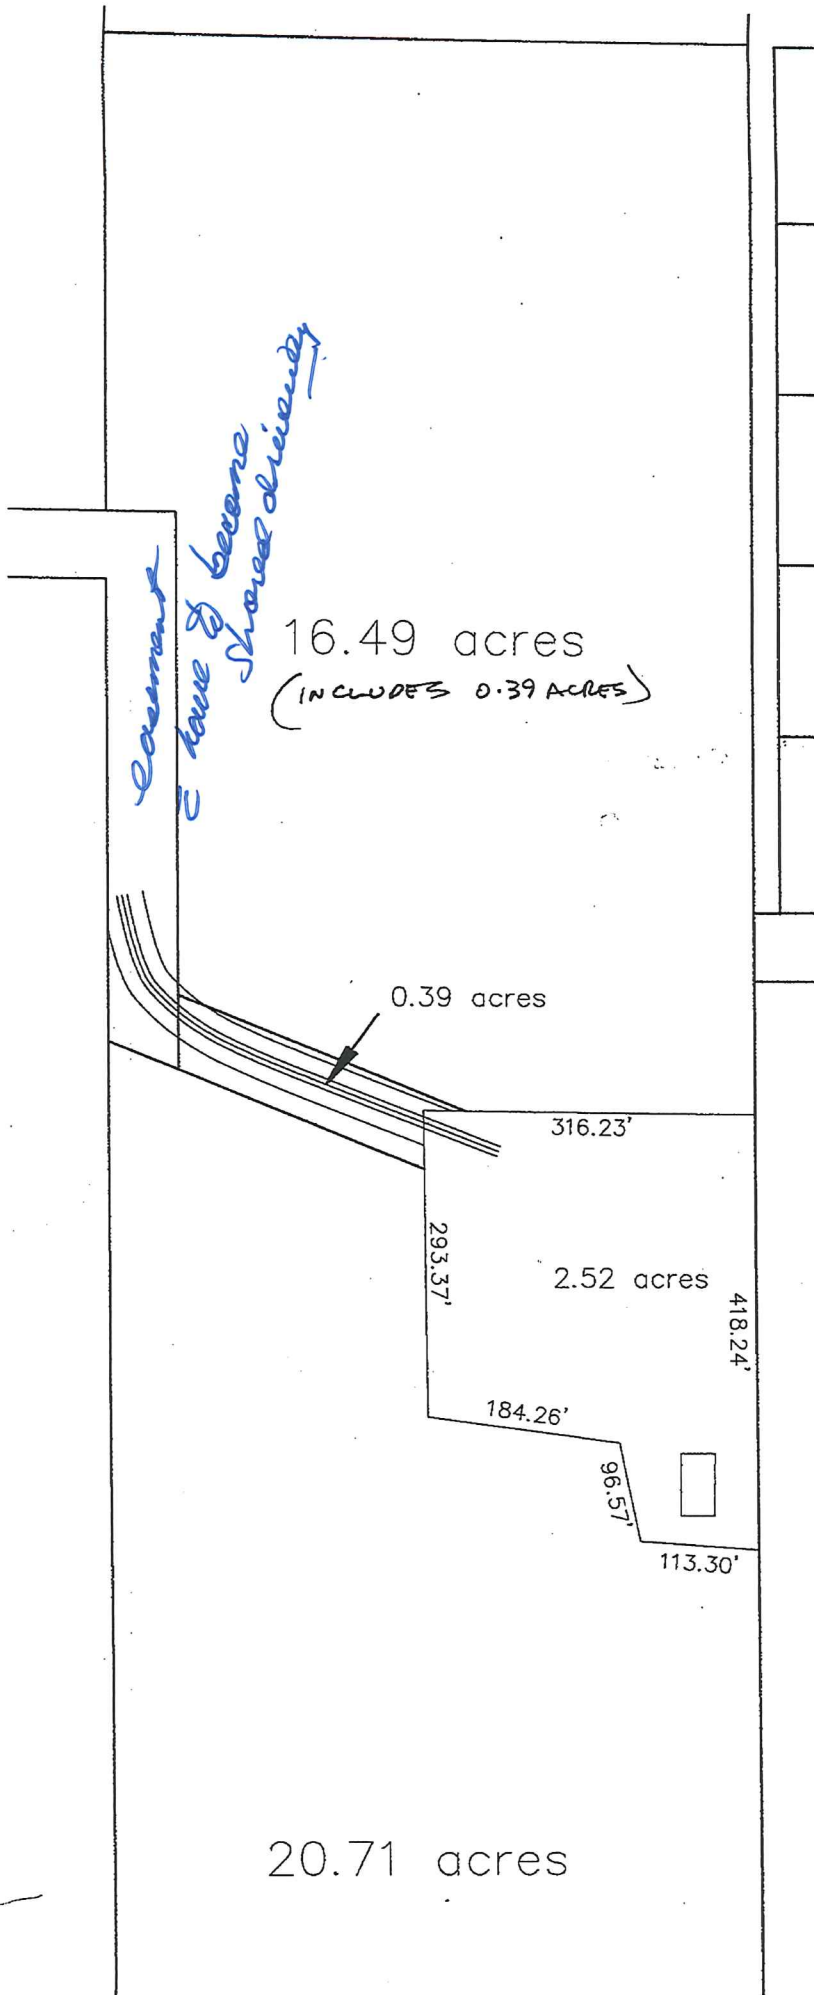 easement
have to become
shared driveway
16.49 acres
(INCLUDES 0.39 ACRES)
0.39 acres
316.23'
293.37'
2.52 acres
418.24'
184.26'
96.57'
113.30'
20.71 acres